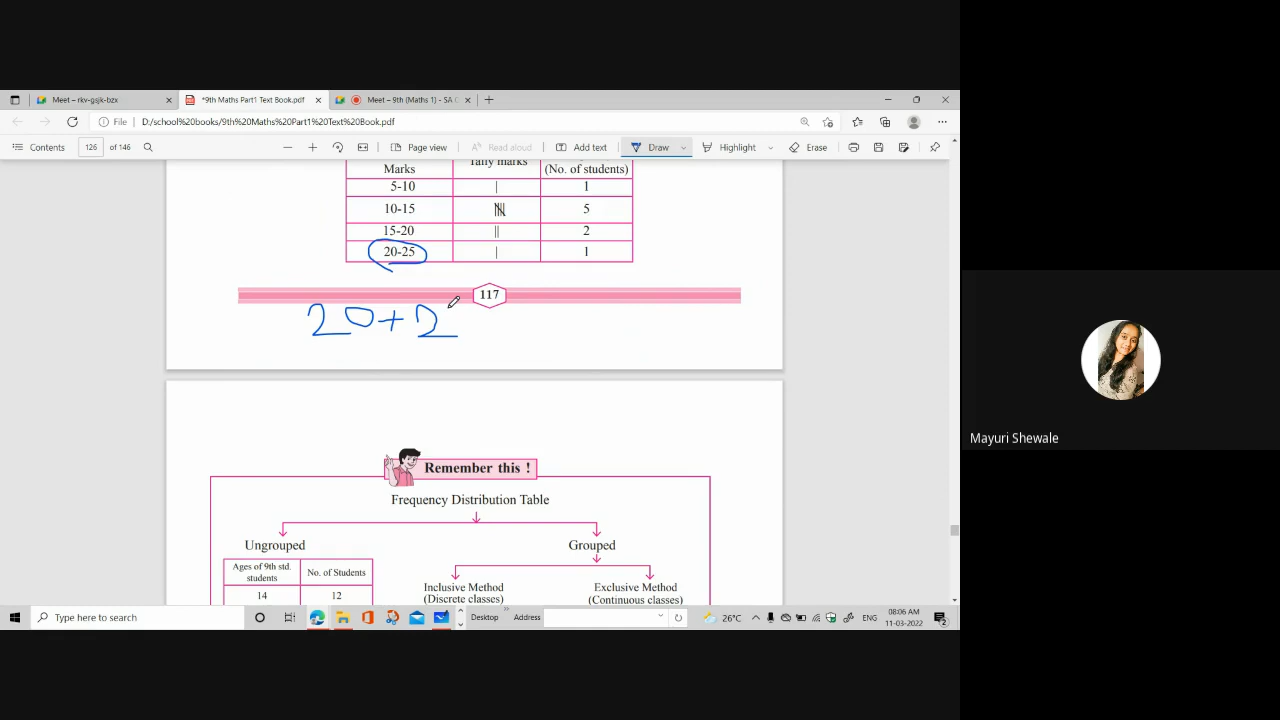 Meet – rkv-gsjk-bzx
*9th Maths Part1 Text Book.pdf
Meet – 9th (Maths 1) - SA
File D:/school%20books/9th%20Maths%20Part1%20Text%20Book.pdf
Contents 126 of 146 Page view Read aloud Add text Draw Highlight Erase
Marks Tally marks (No. of students)
5-10 | 1
10-15 5
15-20 || 2
20-25 | 1
117
20+2
Remember this !
Frequency Distribution Table
Ungrouped Grouped
Ages of 9th std. students No. of Students
14 12
Inclusive Method (Discrete classes)
Exclusive Method (Continuous classes)
Type here to search Desktop Address 26°C ENG 08:06 AM 11-03-2022 2
Mayuri Shewale